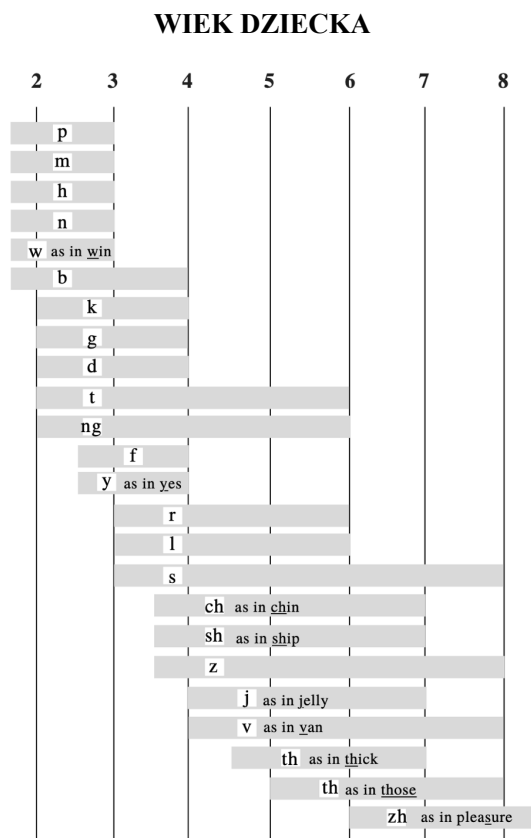 WIEK DZIECKA
2 3 4 5 6 7 8
p
m
h
n
w as in win
b
k
g
d
t
ng
f
y as in yes
r
l
s
ch as in chin
sh as in ship
z
j as in jelly
v as in van
th as in thick
th as in those
zh as in pleasure